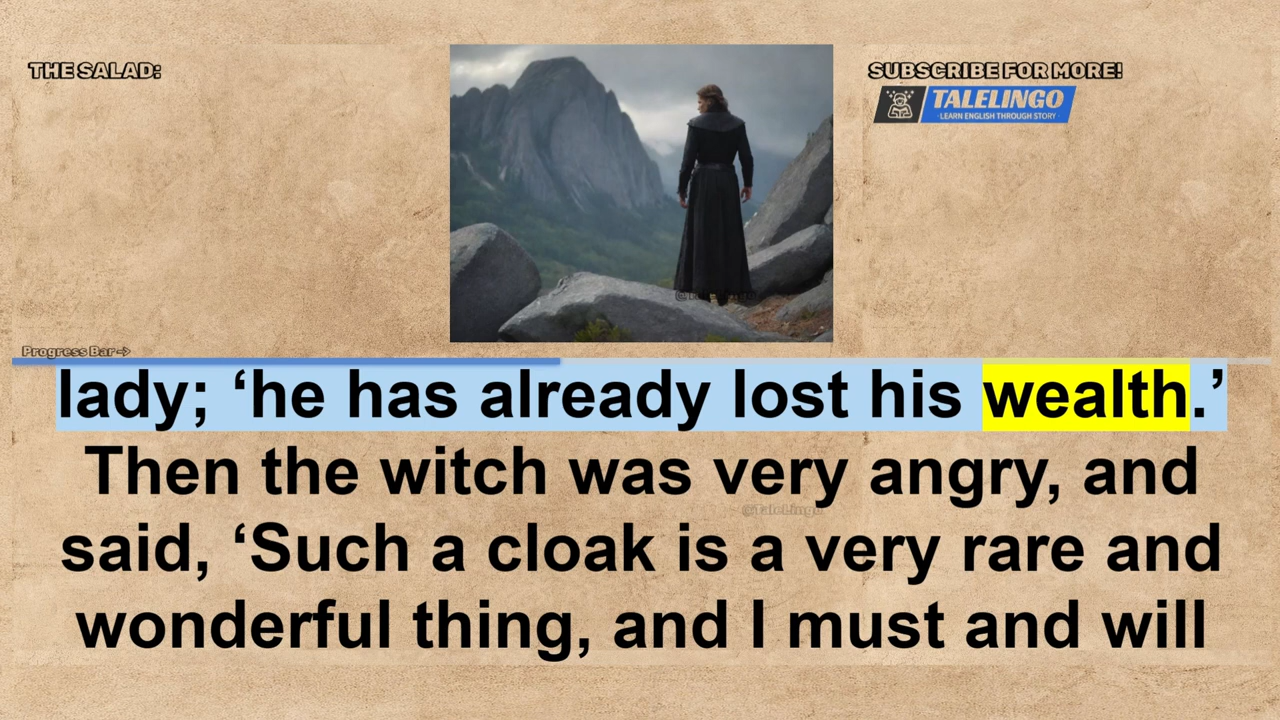 THE SALAD:
SUBSCRIBE FOR MORE!
TALELINGO
· LEARN ENGLISH THROUGH STORY ·
Progress Bar->
lady; ‘he has already lost his wealth.’
Then the witch was very angry, and
said, ‘Such a cloak is a very rare and
wonderful thing, and I must and will
@TaleLingo